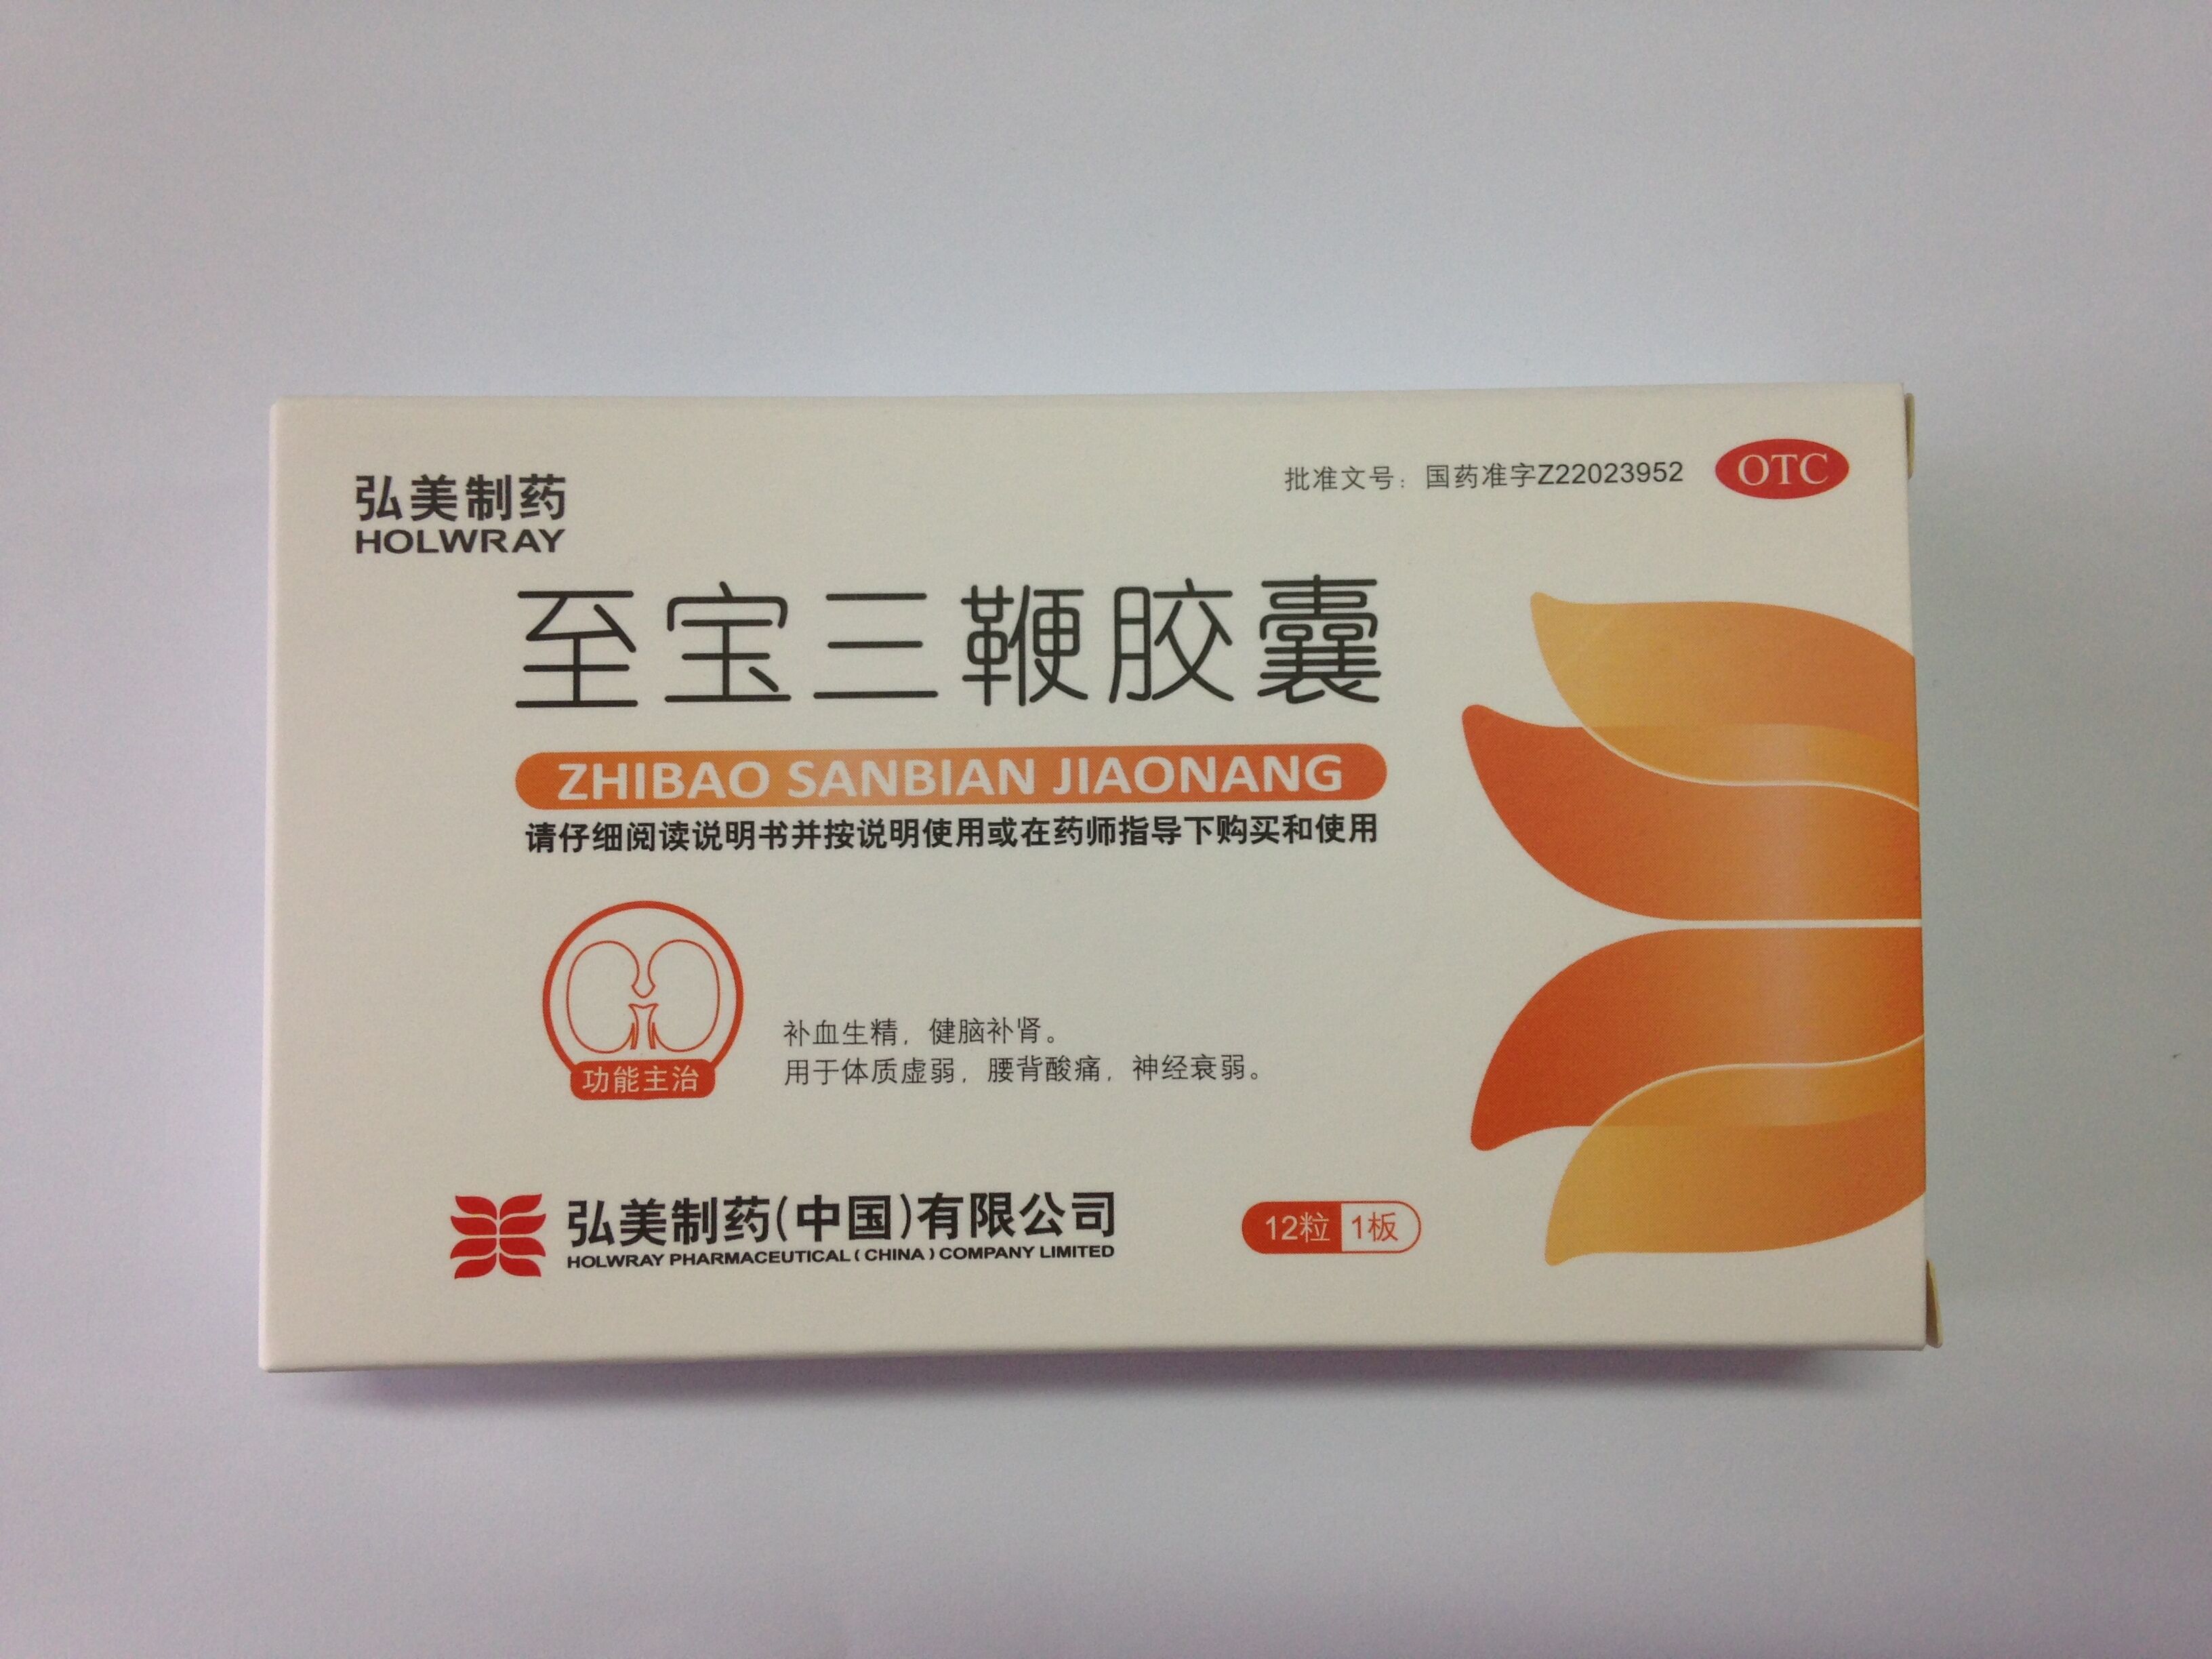 弘美制药
HOLWRAY
批准文号：国药准字Z22023952
OTC
至宝三鞭胶囊
ZHIBAO SANBIAN JIAONANG
请仔细阅读说明书并按说明使用或在药师指导下购买和使用
功能主治
补血生精，健脑补肾。
用于体质虚弱，腰背酸痛，神经衰弱。
弘美制药（中国）有限公司
HOLWRAY PHARMACEUTICAL（CHINA）COMPANY LIMITED
12粒 1板